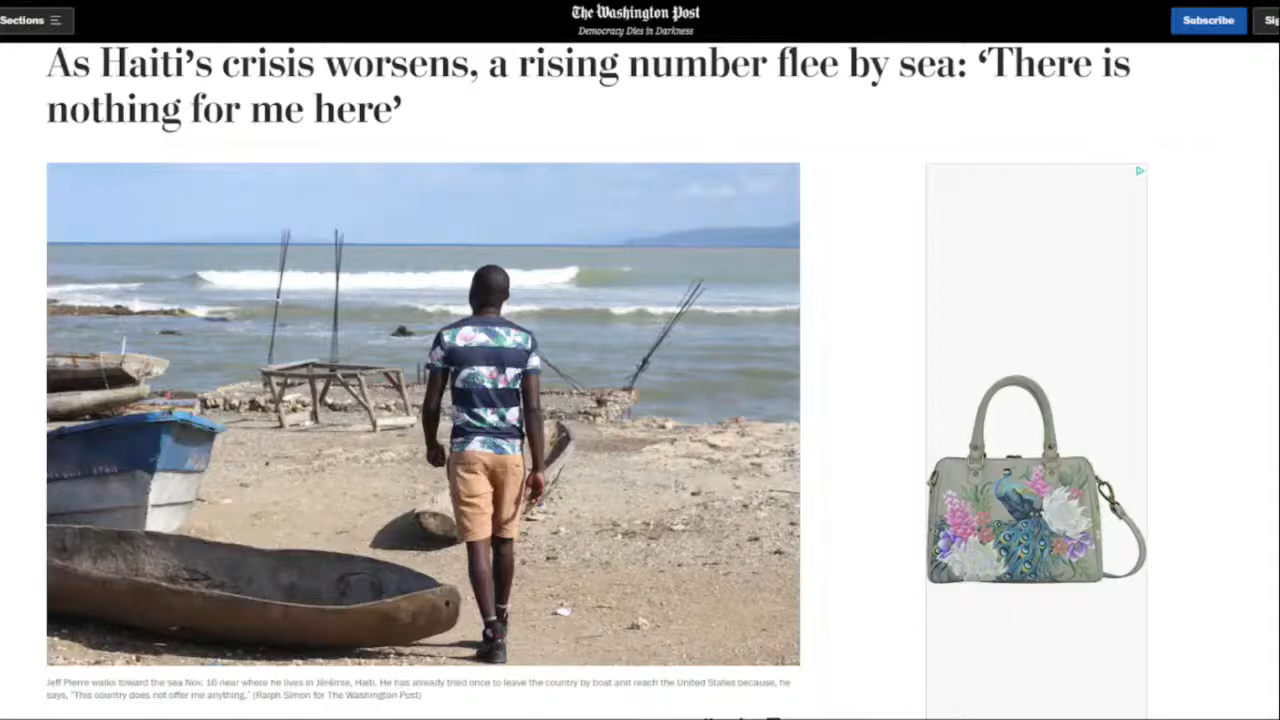 Sections
The Washington Post
Democracy Dies in Darkness
Subscribe
As Haiti’s crisis worsens, a rising number flee by sea: ‘There is
nothing for me here’
Jeff Pierre walks toward the sea Nov. 16 near where he lives in Jérémie, Haiti. He has already tried once to leave the country by boat and reach the United States because, he
says, "This country does not offer me anything." (Ralph Simon for The Washington Post)